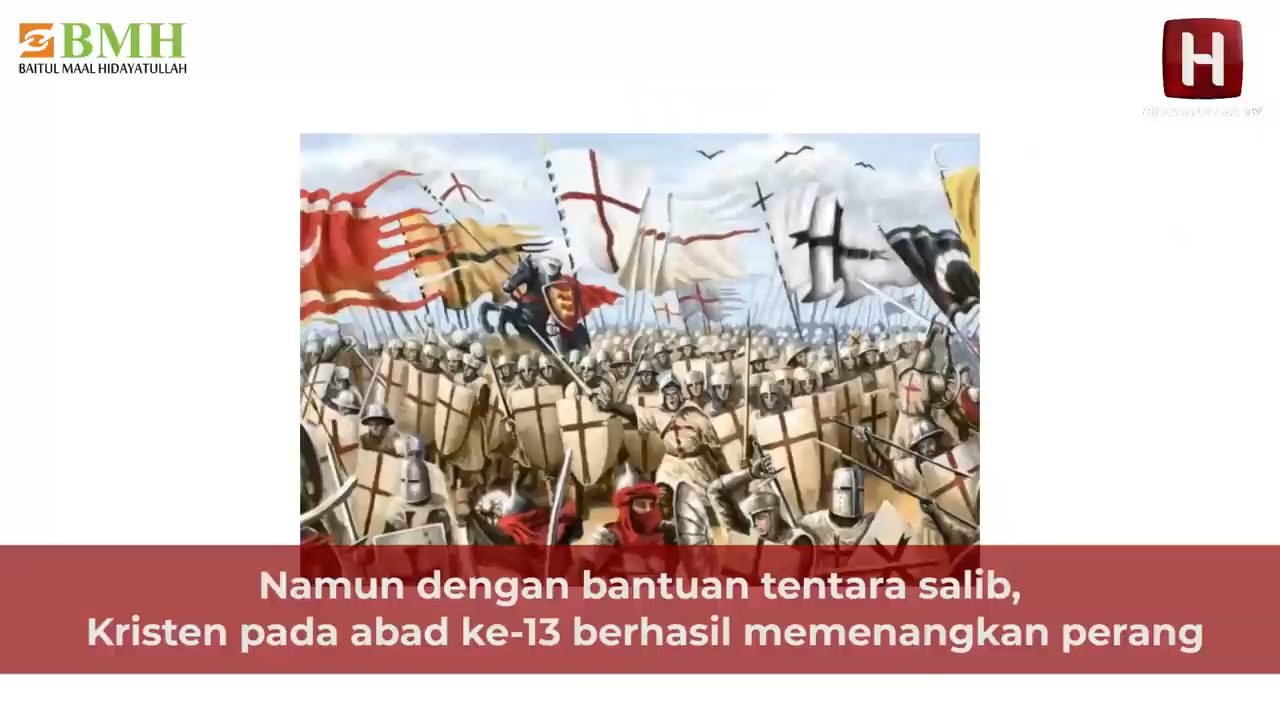 BMH
BAITUL MAAL HIDAYATULLAH
H
Namun dengan bantuan tentara salib,
Kristen pada abad ke-13 berhasil memenangkan perang